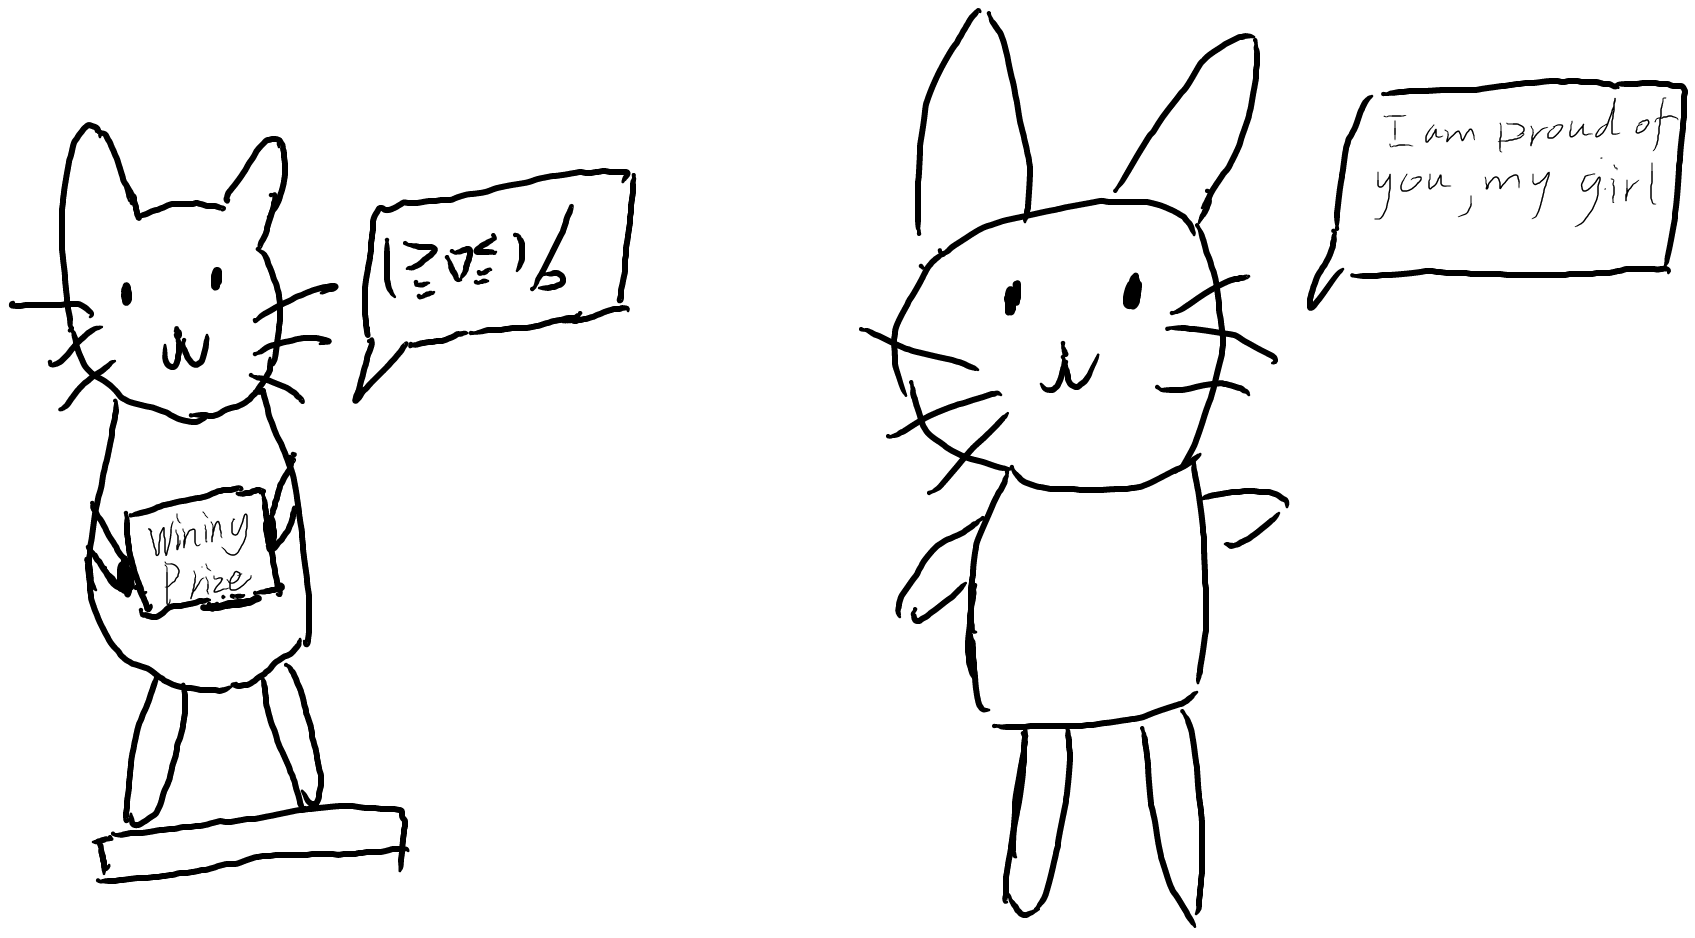 (≧▽≦)/
Wining
Prize
I am proud of
you, my girl